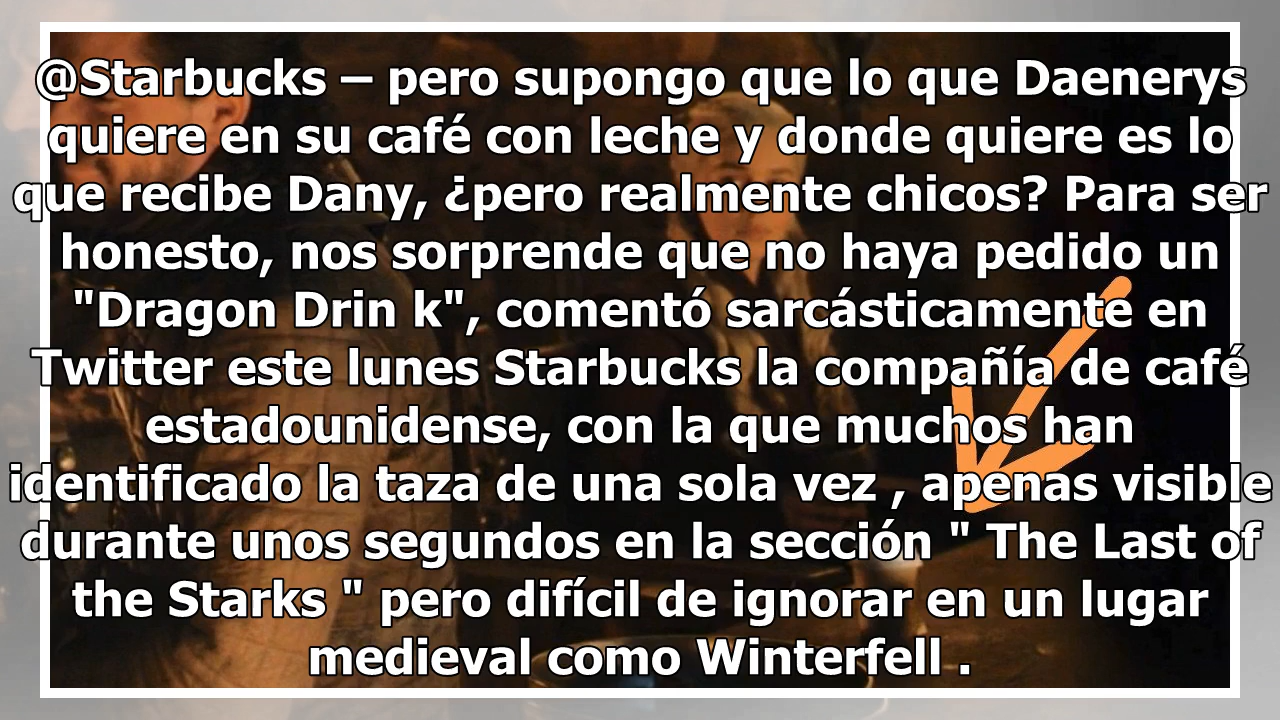 @Starbucks – pero supongo que lo que Daenerys
quiere en su café con leche y donde quiere es lo
que recibe Dany, ¿pero realmente chicos? Para ser
honesto, nos sorprende que no haya pedido un
"Dragon Drin k", comentó sarcásticamente en
Twitter este lunes Starbucks la compañía de café
estadounidense, con la que muchos han
identificado la taza de una sola vez , apenas visible
durante unos segundos en la sección " The Last of
the Starks " pero difícil de ignorar en un lugar
medieval como Winterfell .